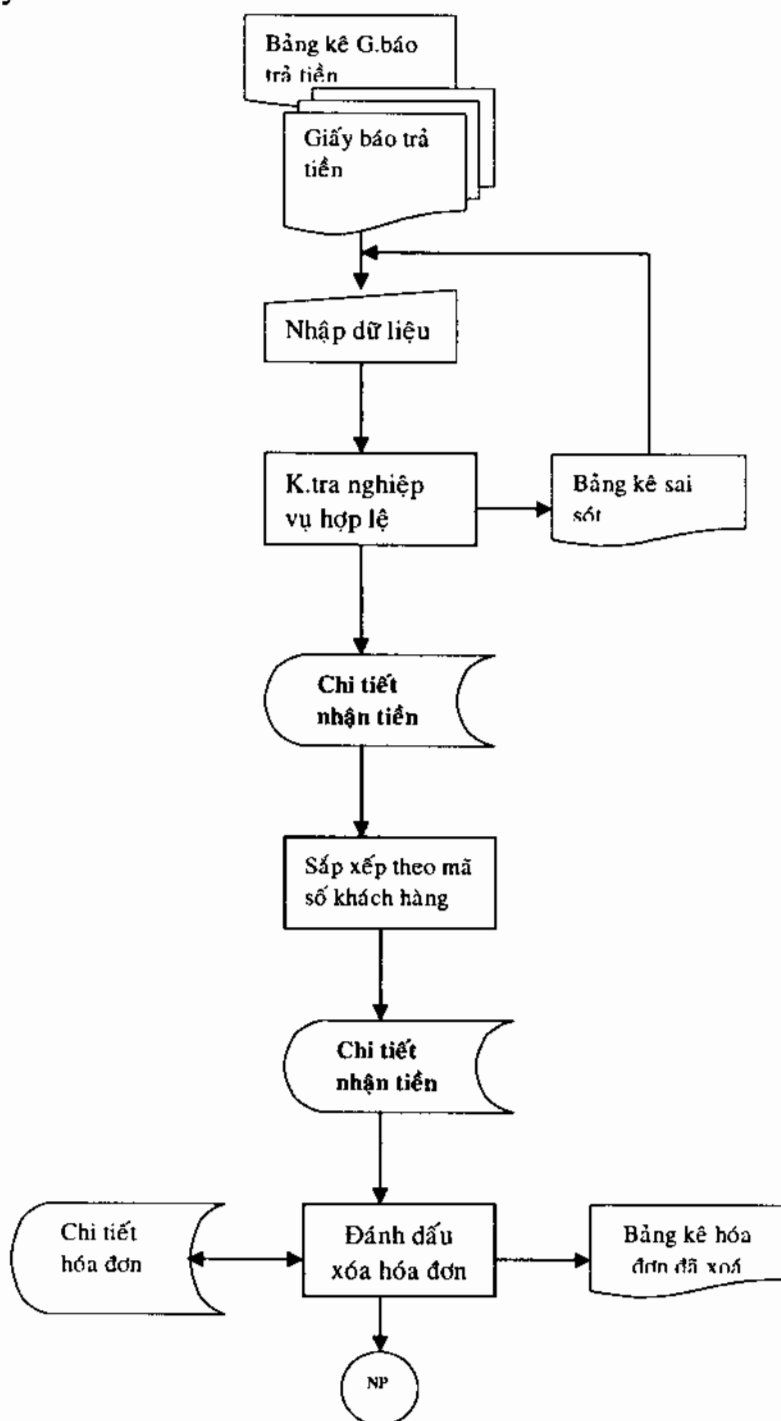 Bảng kê G.báo
trả tiền
Giấy báo trả
tiền
Nhập dữ liệu
K.tra nghiệp
vụ hợp lệ
Bảng kê sai
sót
Chi tiết
nhận tiền
Sắp xếp theo mã
số khách hàng
Chi tiết
nhận tiền
Chi tiết
hóa đơn
Đánh dấu
xóa hóa đơn
Bảng kê hóa
đơn đã xoá
NP